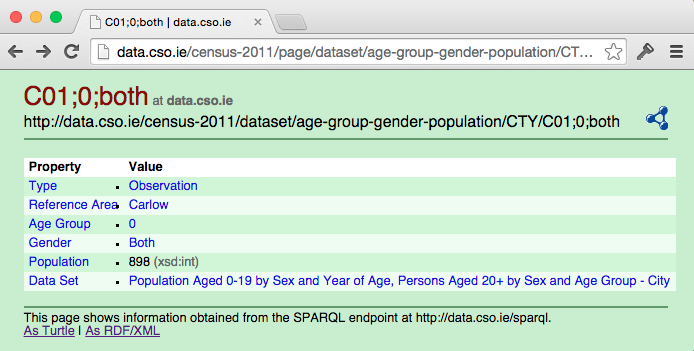 C01;0;both | data.cso.ie
data.cso.ie/census-2011/page/dataset/age-group-gender-population/CT...
C01;0;both at data.cso.ie
http://data.cso.ie/census-2011/dataset/age-group-gender-population/CTY/C01;0;both
Property Value
Type ▪ Observation
Reference Area ▪ Carlow
Age Group ▪ 0
Gender ▪ Both
Population ▪ 898 (xsd:int)
Data Set ▪ Population Aged 0-19 by Sex and Year of Age, Persons Aged 20+ by Sex and Age Group - City
This page shows information obtained from the SPARQL endpoint at http://data.cso.ie/sparql.
As Turtle | As RDF/XML